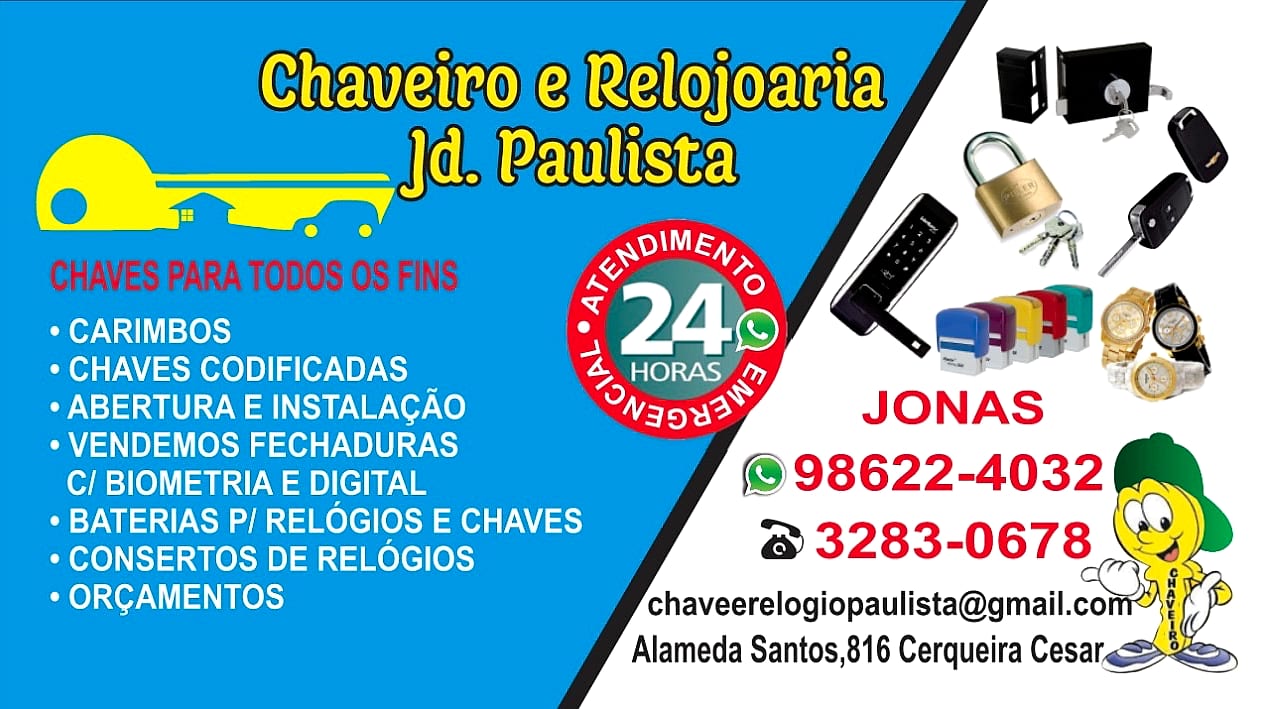 Chaveiro e Relojoaria
Jd. Paulista
CHAVES PARA TODOS OS FINS
• CARIMBOS
• CHAVES CODIFICADAS
• ABERTURA E INSTALAÇÃO
• VENDEMOS FECHADURAS
C/ BIOMETRIA E DIGITAL
• BATERIAS P/ RELÓGIOS E CHAVES
• CONSERTOS DE RELÓGIOS
• ORÇAMENTOS
• ATENDIMENTO
EMERGENCIAL
24
HORAS
JONAS
98622-4032
3283-0678
chaveerelogiopaulista@gmail.com
Alameda Santos,816 Cerqueira Cesar
CHAVEIRO